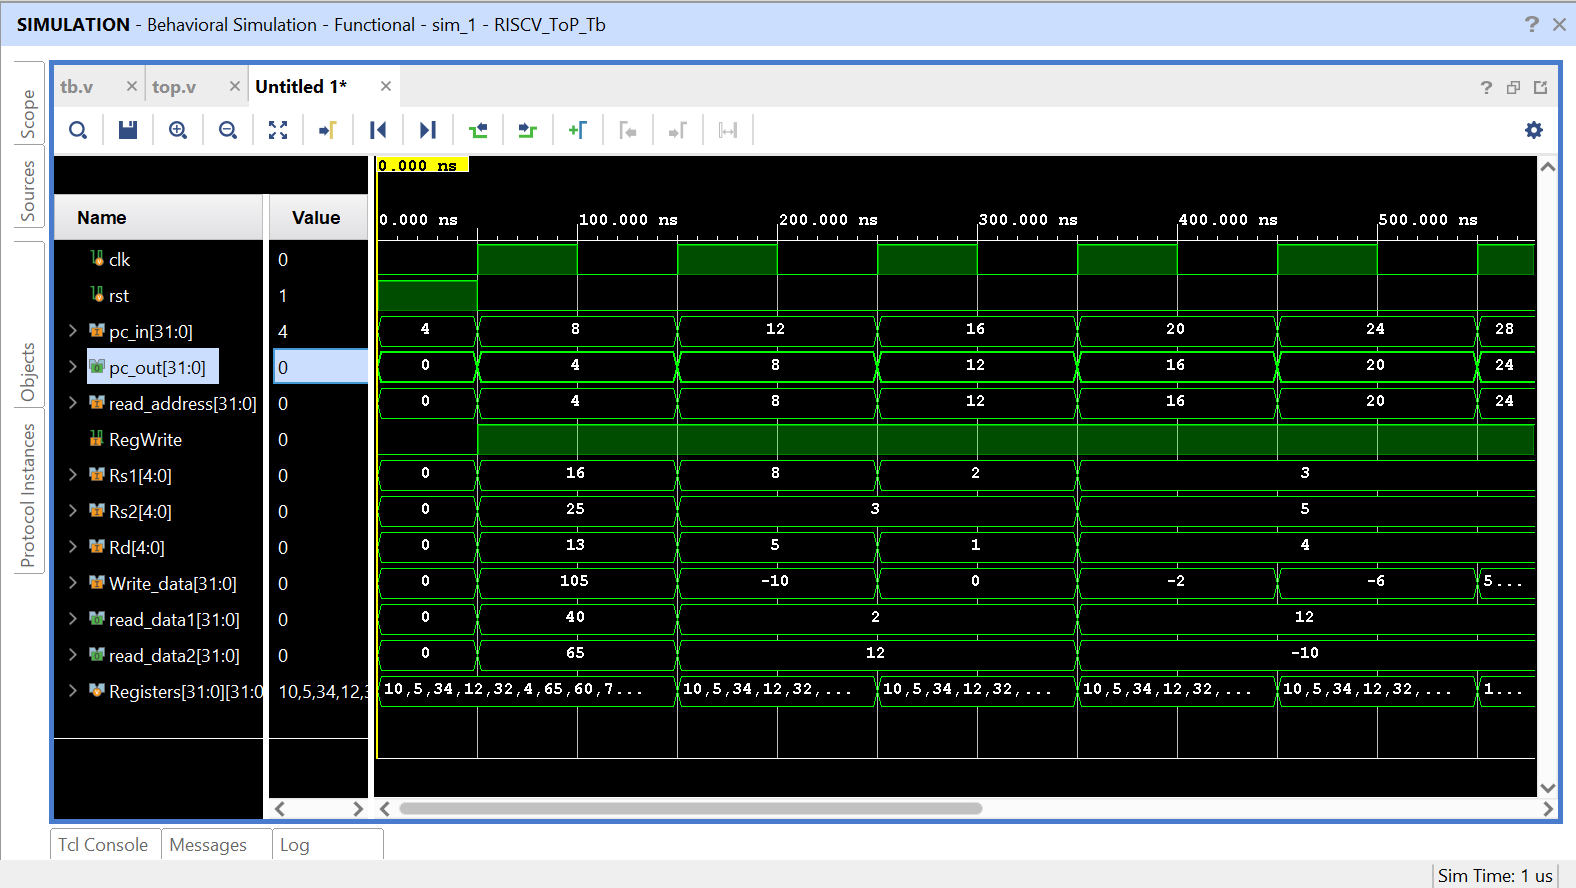 SIMULATION - Behavioral Simulation - Functional - sim_1 - RISCV_ToP_Tb
Scope
Sources
Objects
Protocol Instances
tb.v
top.v
Untitled 1*
0.000 ns
Name Value
0.000 ns 100.000 ns 200.000 ns 300.000 ns 400.000 ns 500.000 ns
clk 0
rst 1
pc_in[31:0] 4 4 8 12 16 20 24 28
pc_out[31:0] 0 0 4 8 12 16 20 24
read_address[31:0] 0 0 4 8 12 16 20 24
RegWrite 0
Rs1[4:0] 0 0 16 8 2 3
Rs2[4:0] 0 0 25 3 5
Rd[4:0] 0 0 13 5 1 4
Write_data[31:0] 0 0 105 -10 0 -2 -6 5...
read_data1[31:0] 0 0 40 2 12
read_data2[31:0] 0 0 65 12 -10
Registers[31:0][31:0 10,5,34,12,3 10,5,34,12,32,4,65,60,7... 10,5,34,12,32,... 10,5,34,12,32,... 10,5,34,12,32,... 10,5,34,12,32,... 1...
Tcl Console Messages Log
Sim Time: 1 us